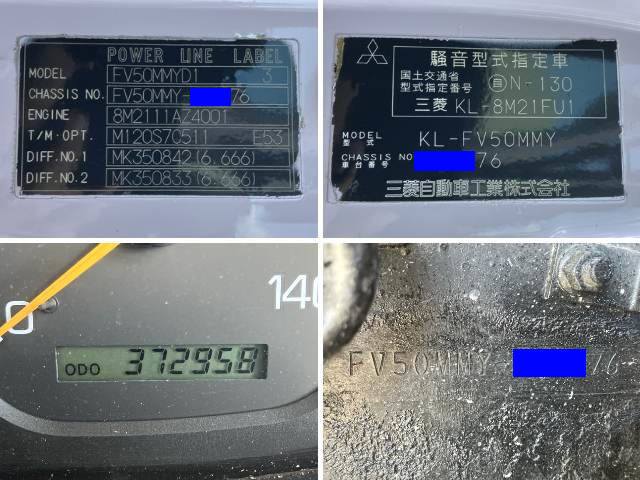 POWER LINE LABEL
MODEL FV50MMYD1 3
CHASSIS NO. FV50MMY- 76
ENGINE 8M2111AZ4001
T/M.OPT. M120S7C511 E53
DIFF.NO.1 MK350842(6.666)
DIFF.NO.2 MK350833(6.666)
騒音型式指定車
国土交通省
型式指定番号 自N-130
三菱 KL-8M21FU1
MODEL
型式 KL-FV50MMY
CHASSIS NO
車台番号 76
三菱自動車工業株式会社
0 140
ODO 372958
FV50MMY- 76